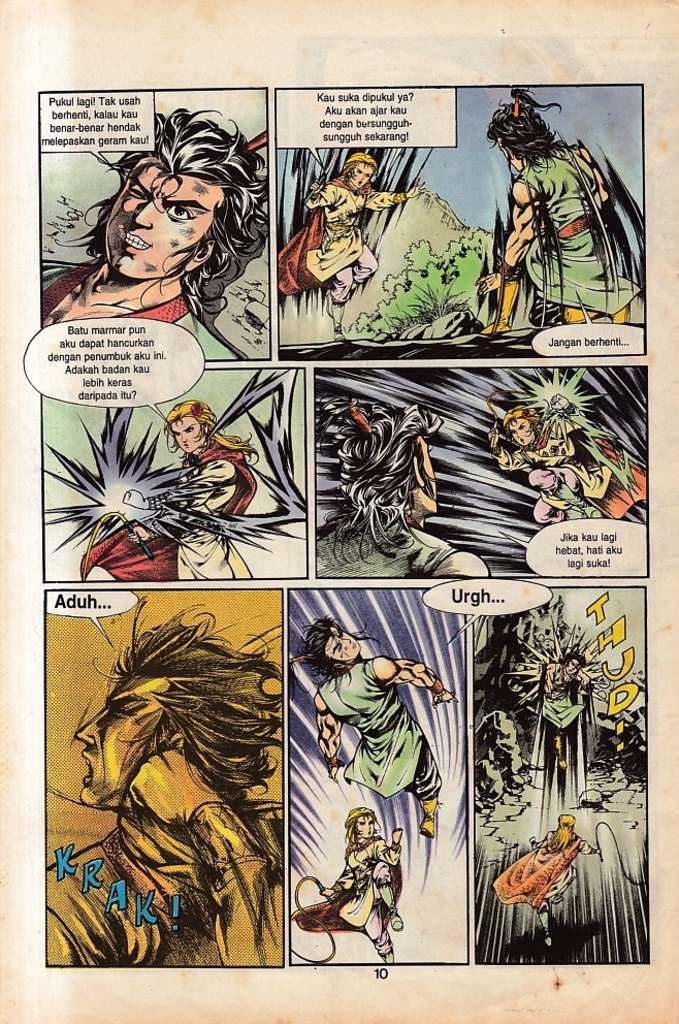 Pukul lagi! Tak usah
berhenti, kalau kau
benar-benar hendak
melepaskan geram kau!
Kau suka dipukul ya?
Aku akan ajar kau
dengan bersungguh-
sungguh sekarang!
Jangan berhenti...
Batu marmar pun
aku dapat hancurkan
dengan penumbuk aku ini.
Adakah badan kau
lebih keras
daripada itu?
Jika kau lagi
hebat, hati aku
lagi suka!
Aduh...
KRAK!
Urgh...
THUD!
10